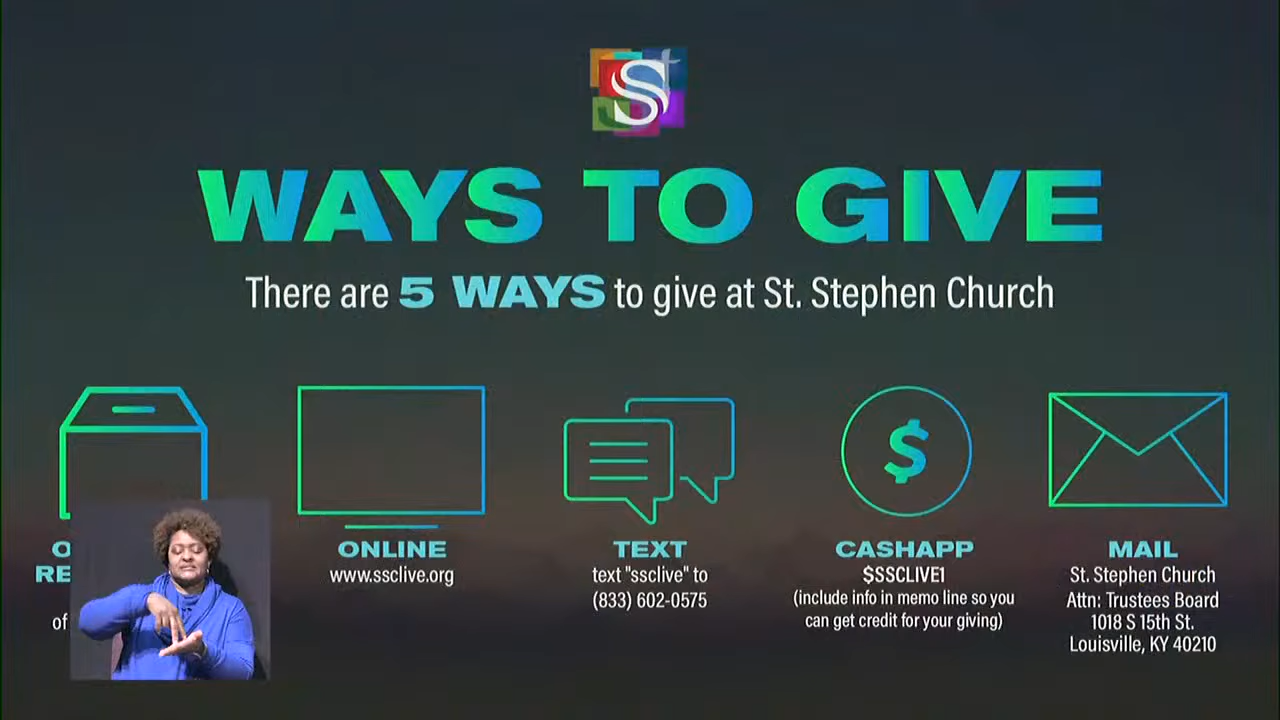 St
WAYS TO GIVE
There are 5 WAYS to give at St. Stephen Church
ONLINE
www.ssclive.org
TEXT
text "ssclive" to
(833) 602-0575
CASHAPP
$SSCLIVE1
(include info in memo line so you
can get credit for your giving)
MAIL
St. Stephen Church
Attn: Trustees Board
1018 S 15th St.
Louisville, KY 40210